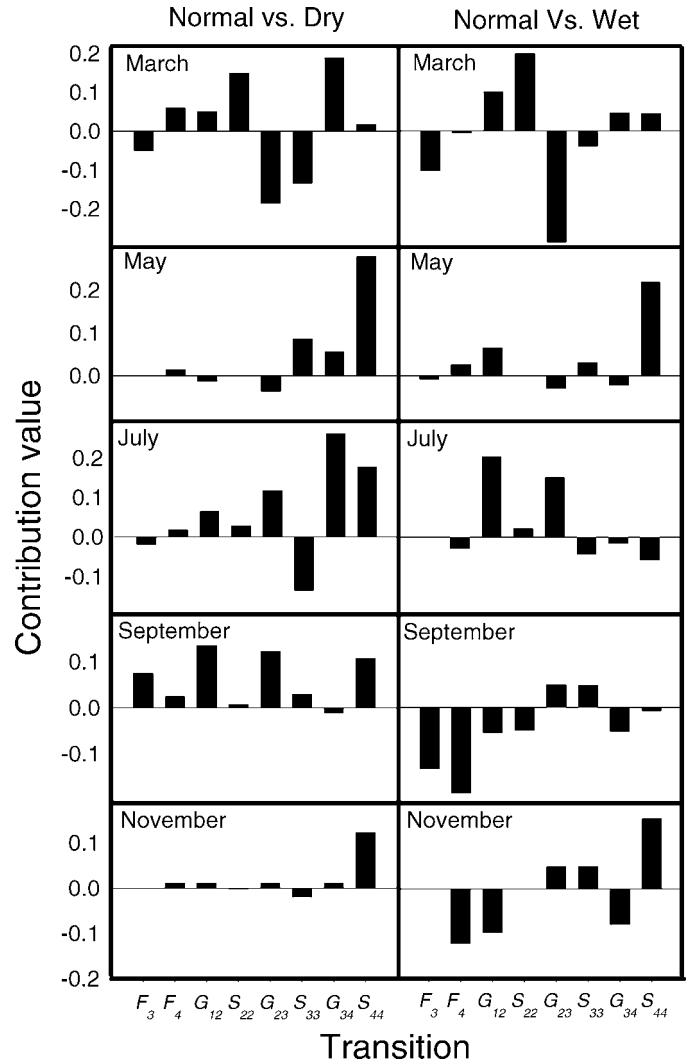 Normal vs. Dry
Normal Vs. Wet
Contribution value
March
0.2
0.1
0.0
-0.1
-0.2
March
May
0.2
0.1
0.0
May
July
0.2
0.1
0.0
-0.1
July
September
0.1
0.0
-0.1
September
November
0.1
0.0
-0.1
-0.2
November
F3 F4 G12 S22 G23 S33 G34 S44
F3 F4 G12 S22 G23 S33 G34 S44
Transition